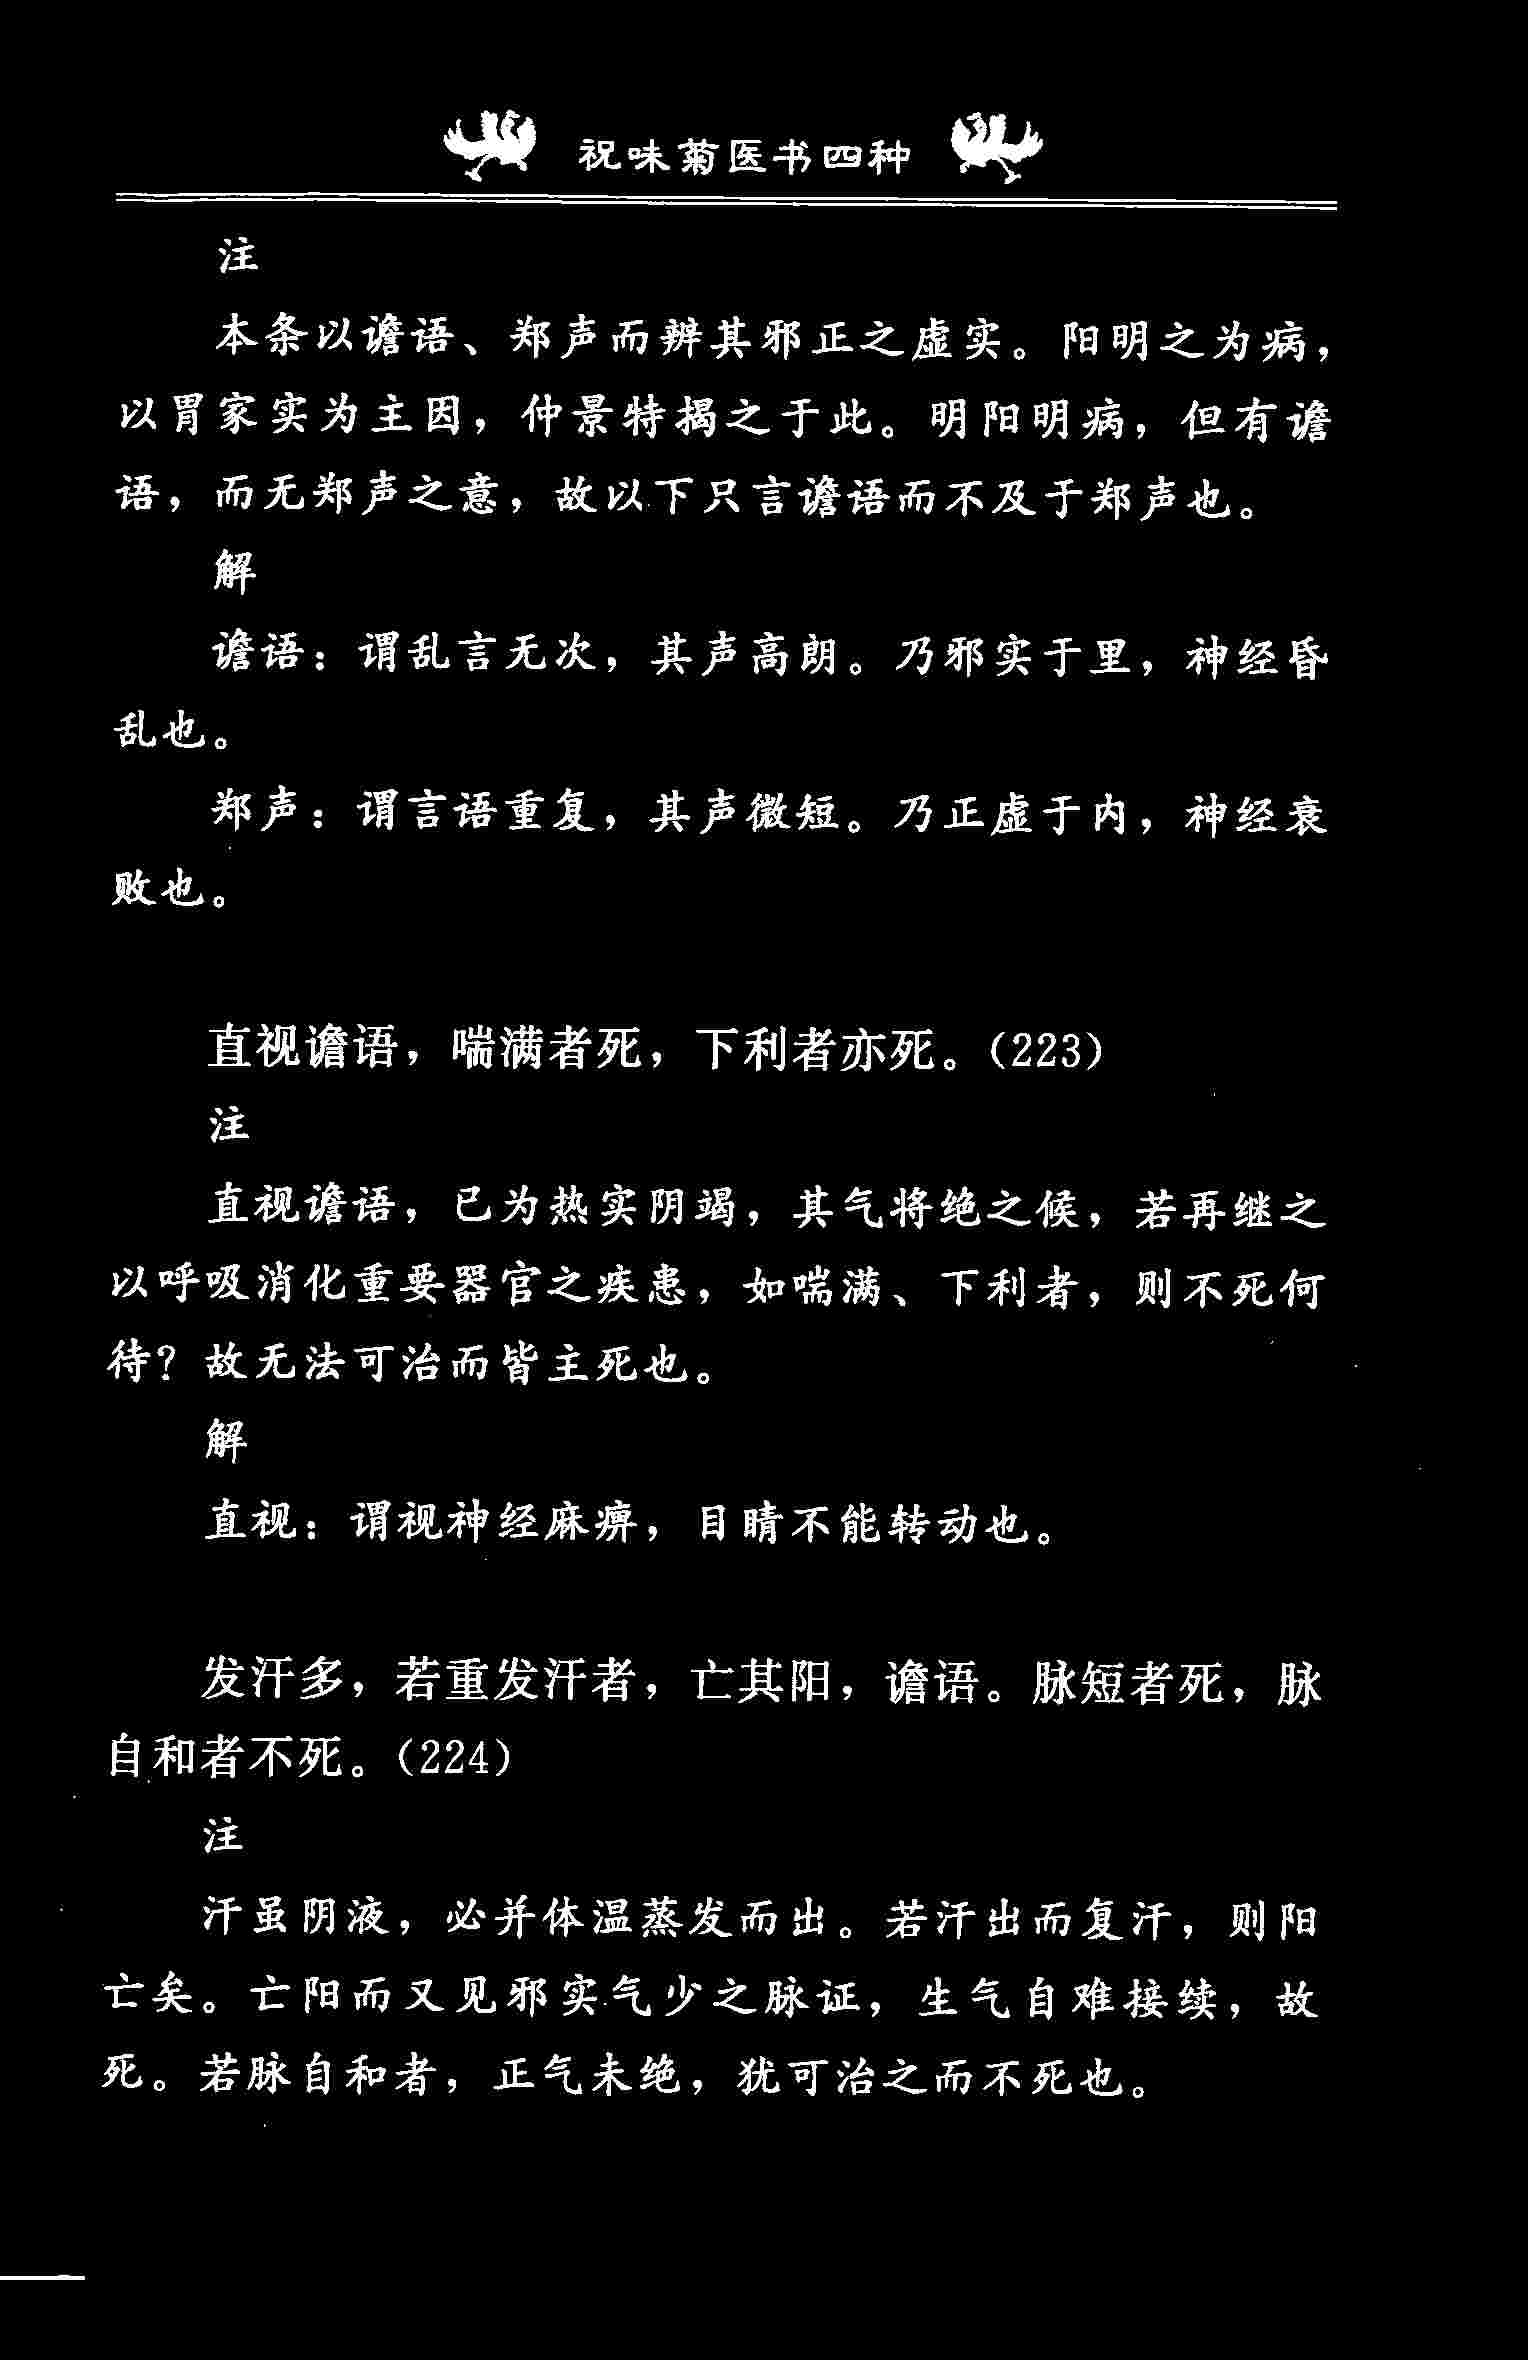 祝味菊医书四种
注
本条以谵语、郑声而辨其邪正之虚实。阳明之为病，
以胃家实为主因，仲景特揭之于此。明阳明病，但有谵
语，而无郑声之意，故以下只言谵语而不及于郑声也。
解
谵语：谓乱言无次，其声高朗。乃邪实于里，神经昏
乱也。
郑声：谓言语重复，其声微短。乃正虚于内，神经衰
败也。
直视谵语，喘满者死，下利者亦死。(223)
注
直视谵语，已为热实阴竭，其气将绝之候，若再继之
以呼吸消化重要器官之疾患，如喘满、下利者，则不死何
待？故无法可治而皆主死也。
解
直视：谓视神经麻痹，目睛不能转动也。
发汗多，若重发汗者，亡其阳，谵语。脉短者死，脉
自和者不死。(224)
注
汗虽阴液，必并体温蒸发而出。若汗出而复汗，则阳
亡矣。亡阳而又见邪实气少之脉证，生气自难接续，故
死。若脉自和者，正气未绝，犹可治之而不死也。